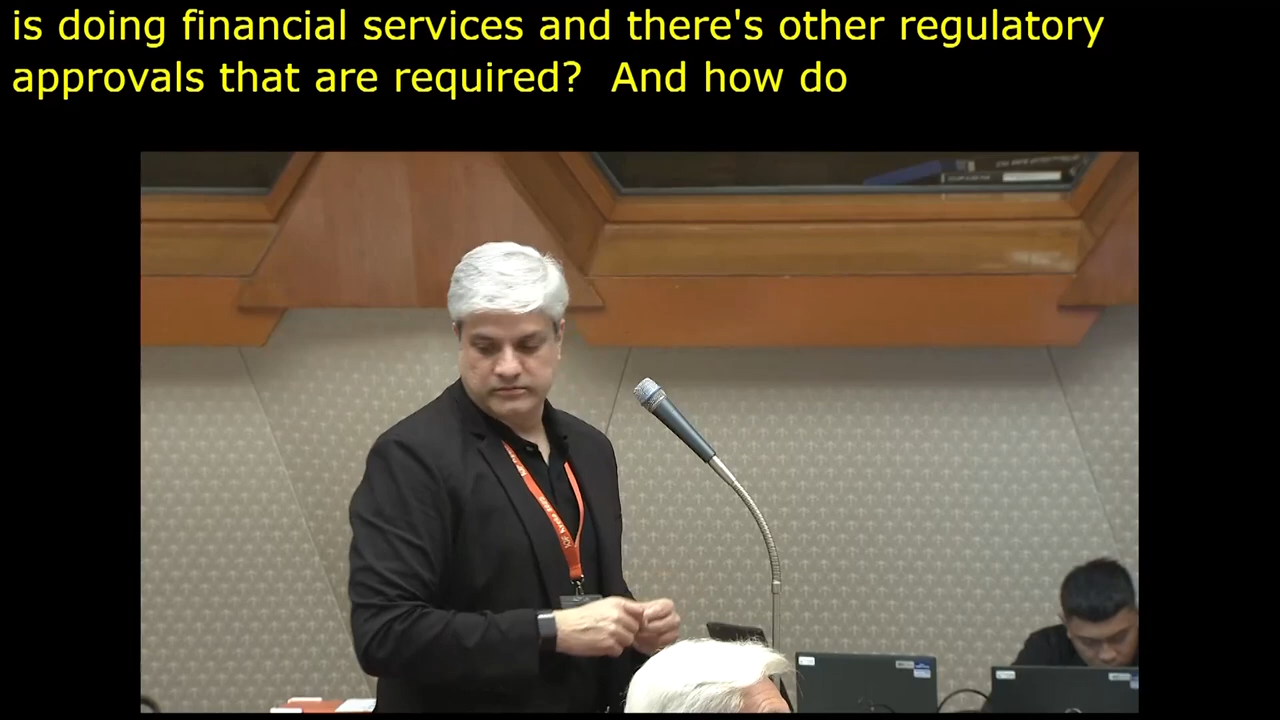 is doing financial services and there's other regulatory
approvals that are required?  And how do